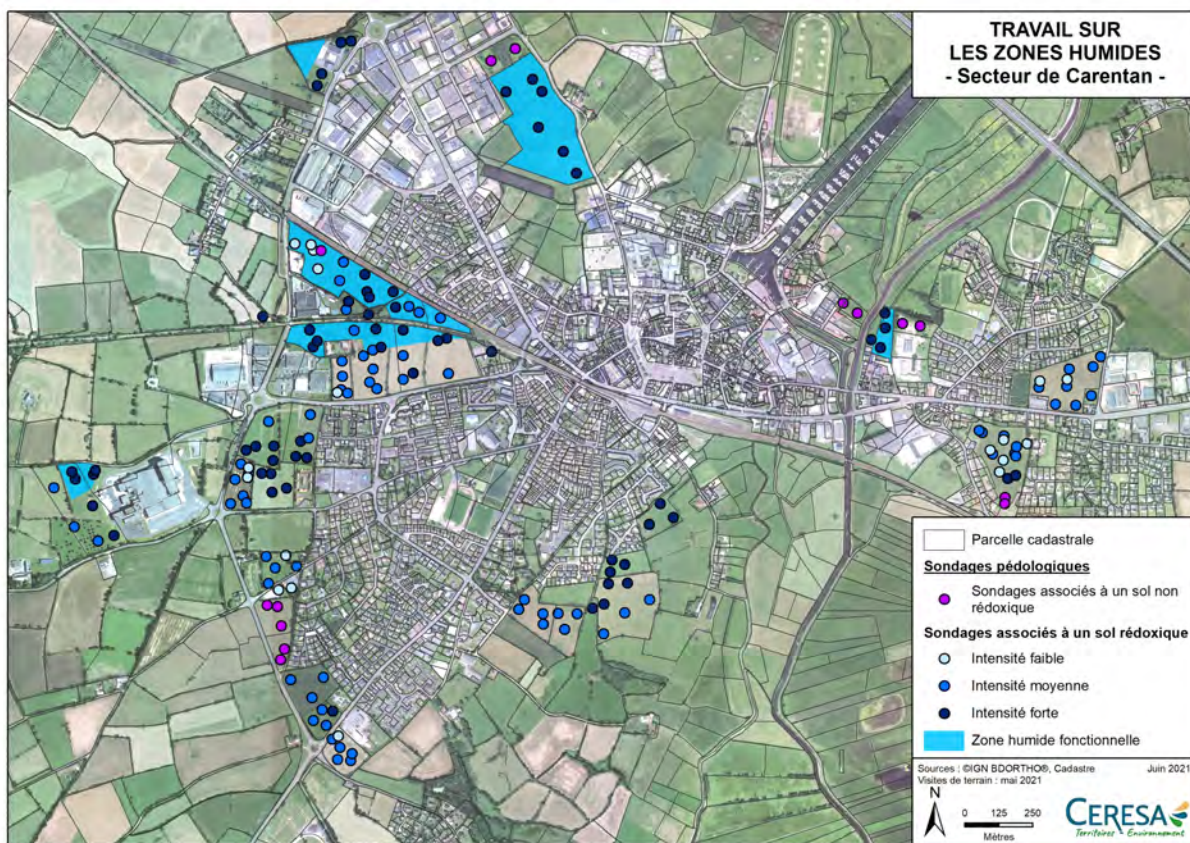 TRAVAIL SUR
LES ZONES HUMIDES
- Secteur de Carentan -
Parcelle cadastrale
Sondages pédologiques
Sondages associés à un sol non
rédoxique
Sondages associés à un sol rédoxique
Intensité faible
Intensité moyenne
Intensité forte
Zone humide fonctionnelle
Sources : ©IGN BDORTHO®, Cadastre Juin 2021
Visites de terrain : mai 2021
N
0 125 250
Mètres
CERESA
Territoires & Environnement